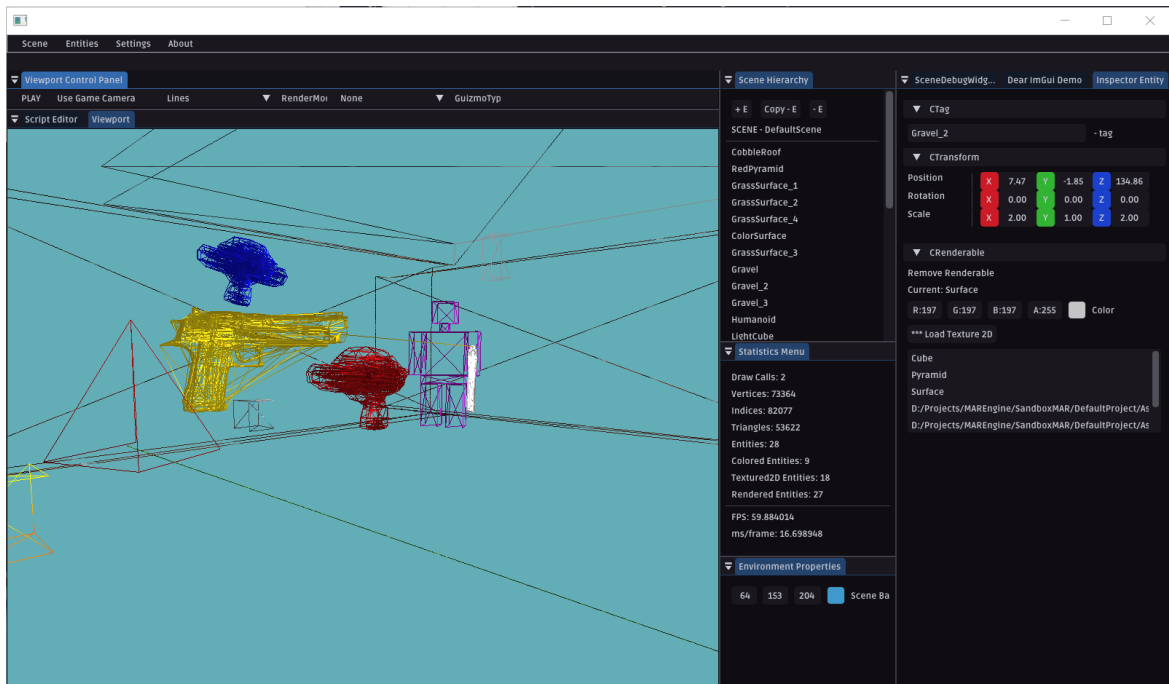 Scene Entities Settings About
Viewport Control Panel
PLAY Use Game Camera Lines RenderMo None GuizmoTyp
Script Editor Viewport
Scene Hierarchy
+ E Copy - E - E
SCENE - DefaultScene
CobbleRoof
RedPyramid
GrassSurface_1
GrassSurface_2
GrassSurface_4
ColorSurface
GrassSurface_3
Gravel
Gravel_2
Gravel_3
Humanoid
LightCube
Statistics Menu
Draw Calls: 2
Vertices: 73364
Indices: 82077
Triangles: 53622
Entities: 28
Colored Entities: 9
Textured2D Entities: 18
Rendered Entities: 27
FPS: 59.884014
ms/frame: 16.698948
Environment Properties
64 153 204 Scene Ba
SceneDebugWidg... Dear ImGui Demo Inspector Entity
CTag
Gravel_2 - tag
CTransform
Position X 7.47 Y -1.85 Z 134.86
Rotation X 0.00 Y 0.00 Z 0.00
Scale X 2.00 Y 1.00 Z 2.00
CRenderable
Remove Renderable
Current: Surface
R:197 G:197 B:197 A:255 Color
*** Load Texture 2D
Cube
Pyramid
Surface
D:/Projects/MAREngine/SandboxMAR/DefaultProject/As
D:/Projects/MAREngine/SandboxMAR/DefaultProject/As